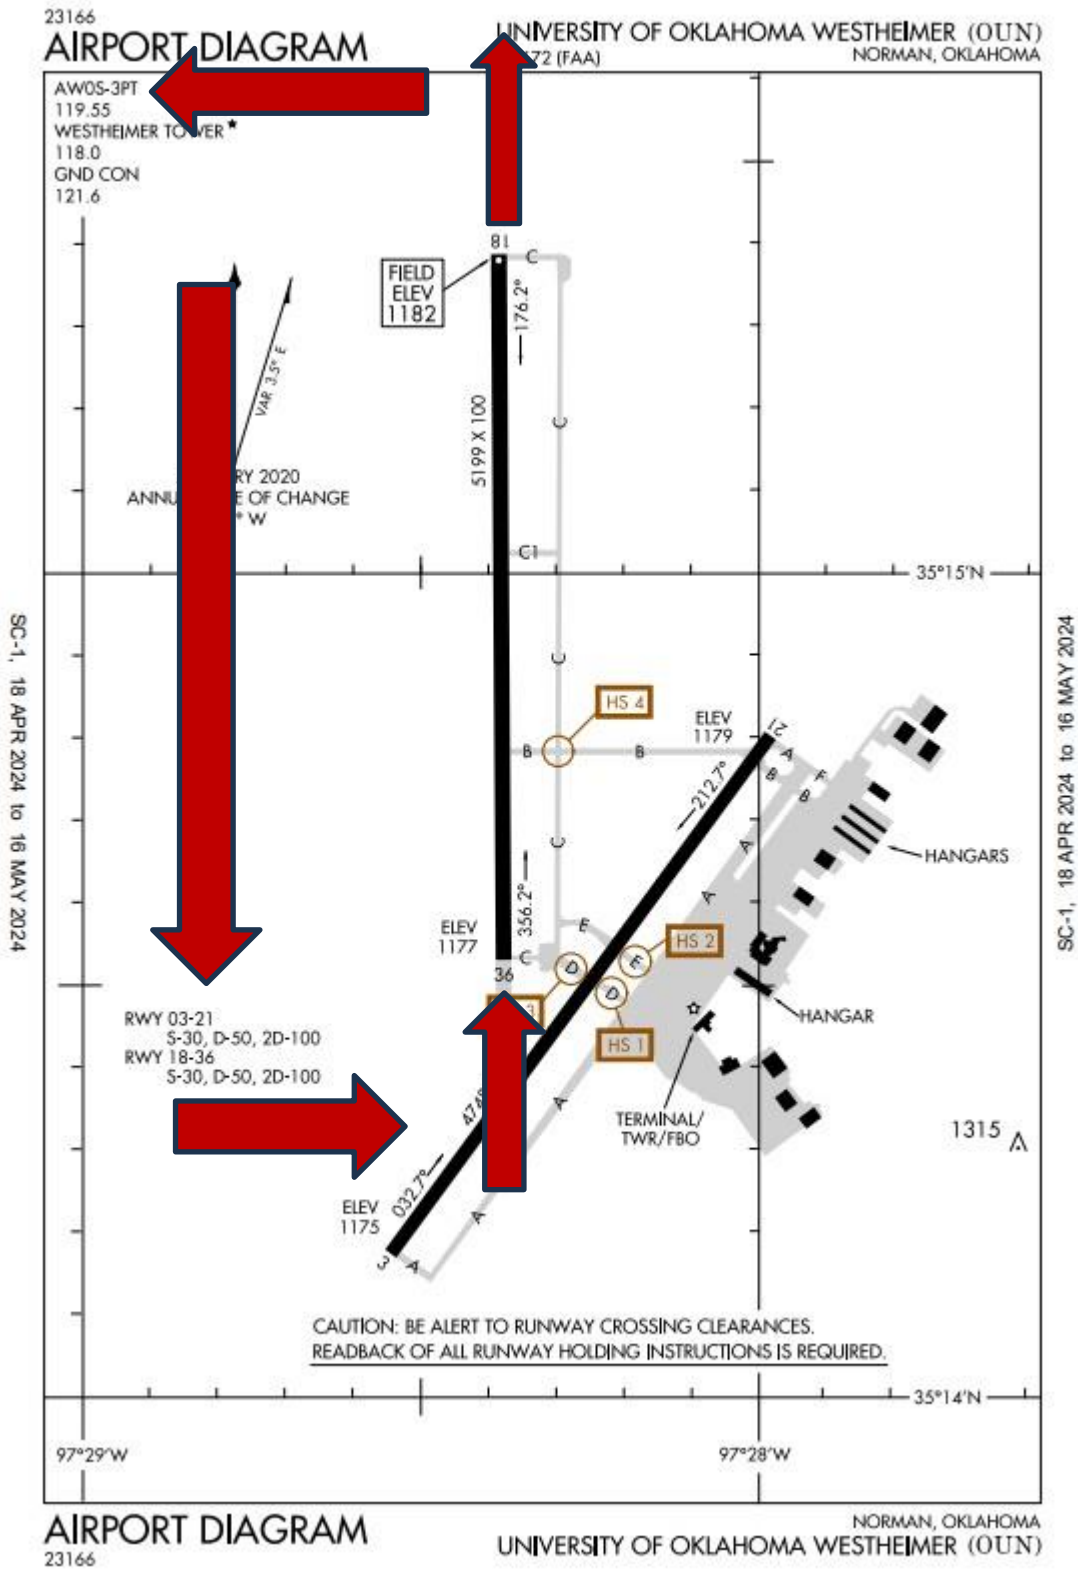 23166
AIRPORT DIAGRAM
UNIVERSITY OF OKLAHOMA WESTHEIMER (OUN)
72 (FAA)
NORMAN, OKLAHOMA
AWOS-3PT
119.55
WESTHEIMER TO ER★
118.0
GND CON
121.6
18
C
FIELD
ELEV
1182
176.2°
VAR 3.5° E
5199 X 100
C
RY 2020
ANNU E OF CHANGE
° W
C1
35°15'N
SC-1, 18 APR 2024 to 16 MAY 2024
SC-1, 18 APR 2024 to 16 MAY 2024
C
HS 4
ELEV
1179
21
B
B
A
F
B
B
212.7°
C
A
HANGARS
A
356.2°
ELEV
1177
E
HS 2
C
D
E
36
D
3
HANGAR
RWY 03-21
S-30, D-50, 2D-100
RWY 18-36
S-30, D-50, 2D-100
HS 1
474
A
TERMINAL/
TWR/FBO
1315
032.7°
ELEV
1175
A
3
A
CAUTION: BE ALERT TO RUNWAY CROSSING CLEARANCES.
READBACK OF ALL RUNWAY HOLDING INSTRUCTIONS IS REQUIRED.
35°14'N
97°29'W
97°28'W
AIRPORT DIAGRAM
23166
NORMAN, OKLAHOMA
UNIVERSITY OF OKLAHOMA WESTHEIMER (OUN)